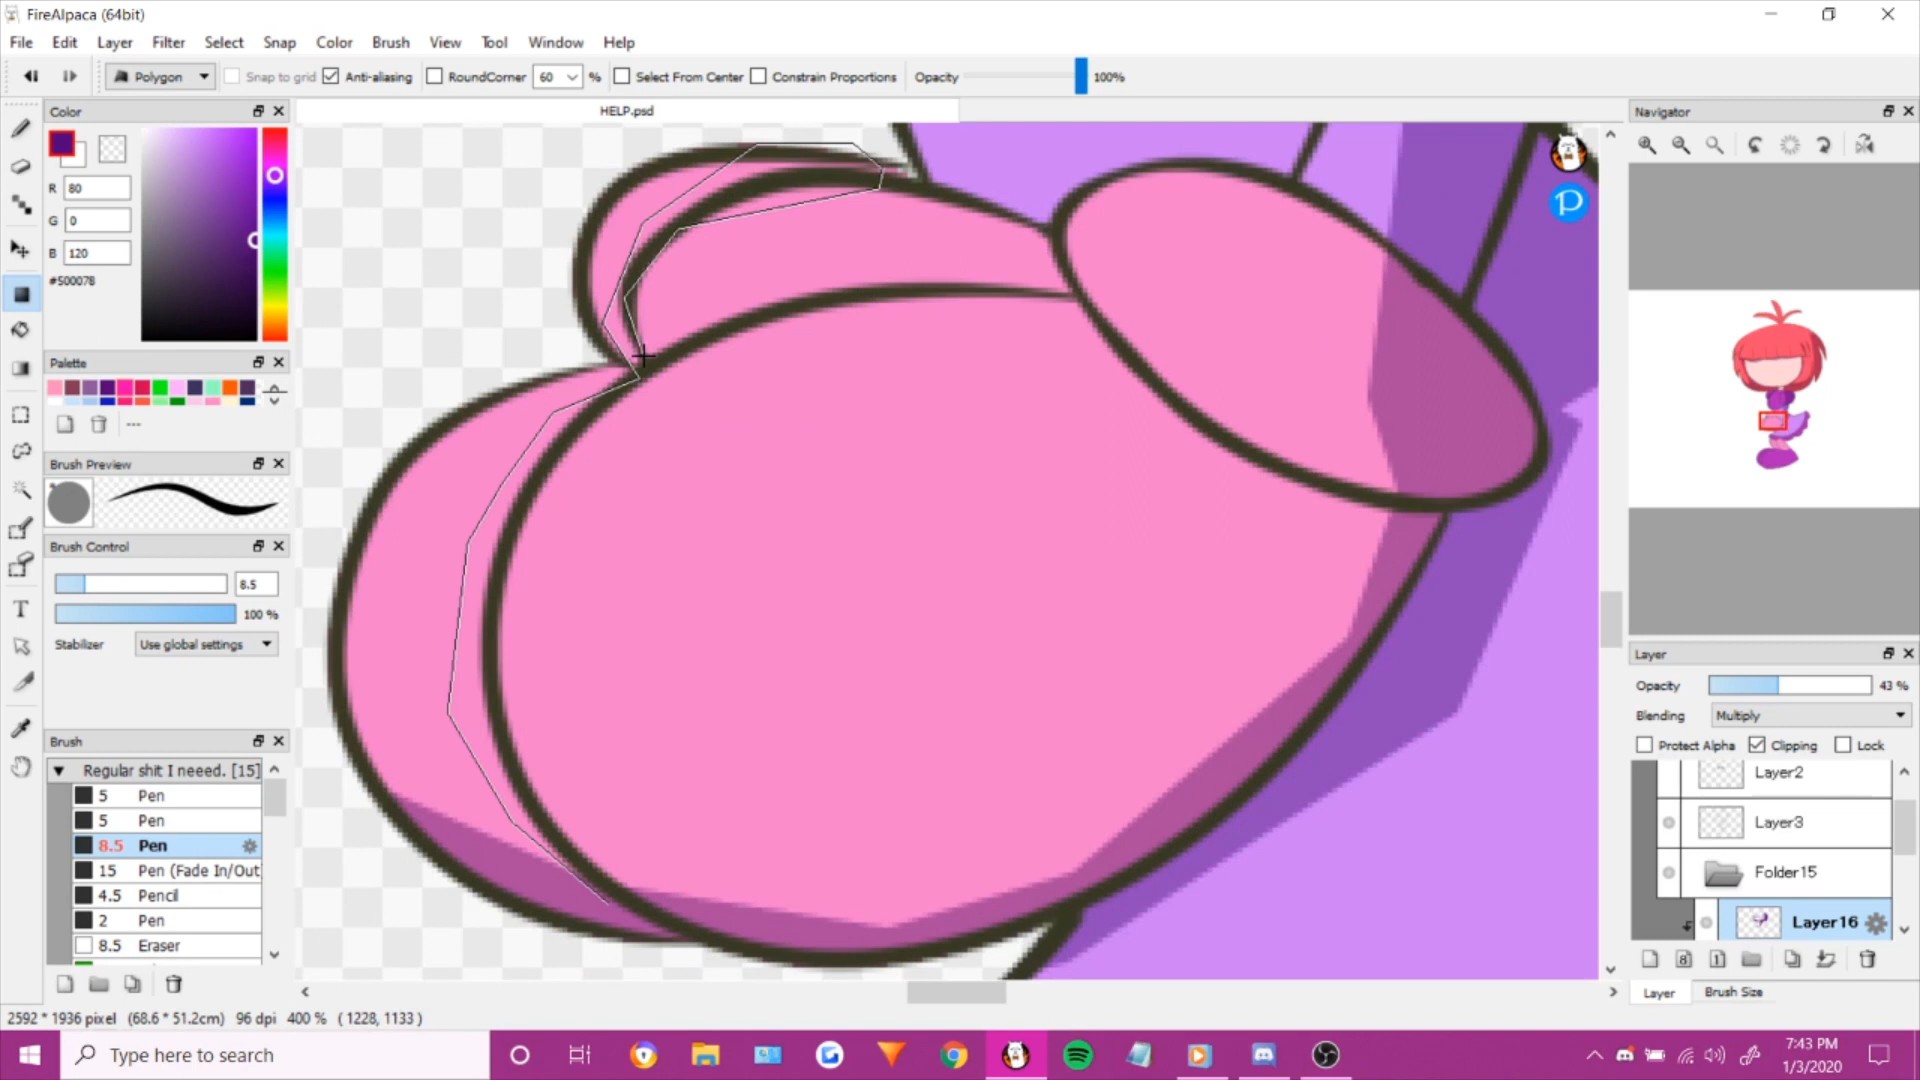 FireAlpaca (64bit)
File Edit Layer Filter Select Snap Color Brush View Tool Window Help
Polygon Snap to grid Anti-aliasing RoundCorner 60 % Select From Center Constrain Proportions Opacity 100%
Color
HELP.psd
Navigator
R 80
G 0
B 120
#500078
Palette
---
Brush Preview
Brush Control
8.5
100 %
Stabilizer Use global settings
Brush
Regular shit I neeed. [15]
5 Pen
5 Pen
8.5 Pen
15 Pen (Fade In/Out
4.5 Pencil
2 Pen
8.5 Eraser
Layer
Opacity 43 %
Blending Multiply
Protect Alpha Clipping Lock
Layer2
Layer3
Folder15
Layer16
Layer Brush Size
2592 * 1936 pixel (68.6 * 51.2cm) 96 dpi 400 % ( 1228, 1133 )
Type here to search
7:43 PM
1/3/2020